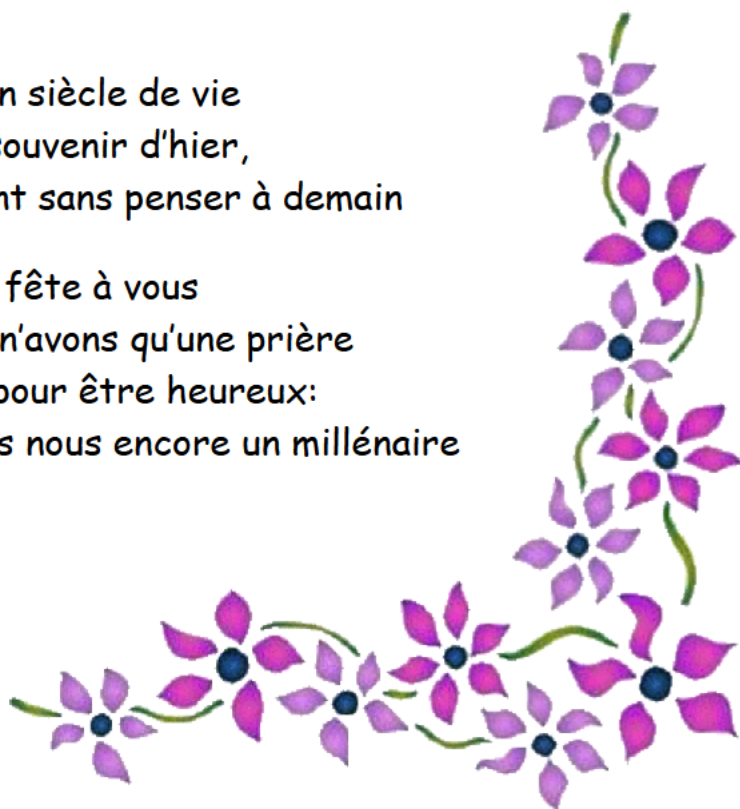 n siècle de vie
ouvenir d’hier,
nt sans penser à demain
fête à vous
n’avons qu’une prière
pour être heureux:
s nous encore un millénaire